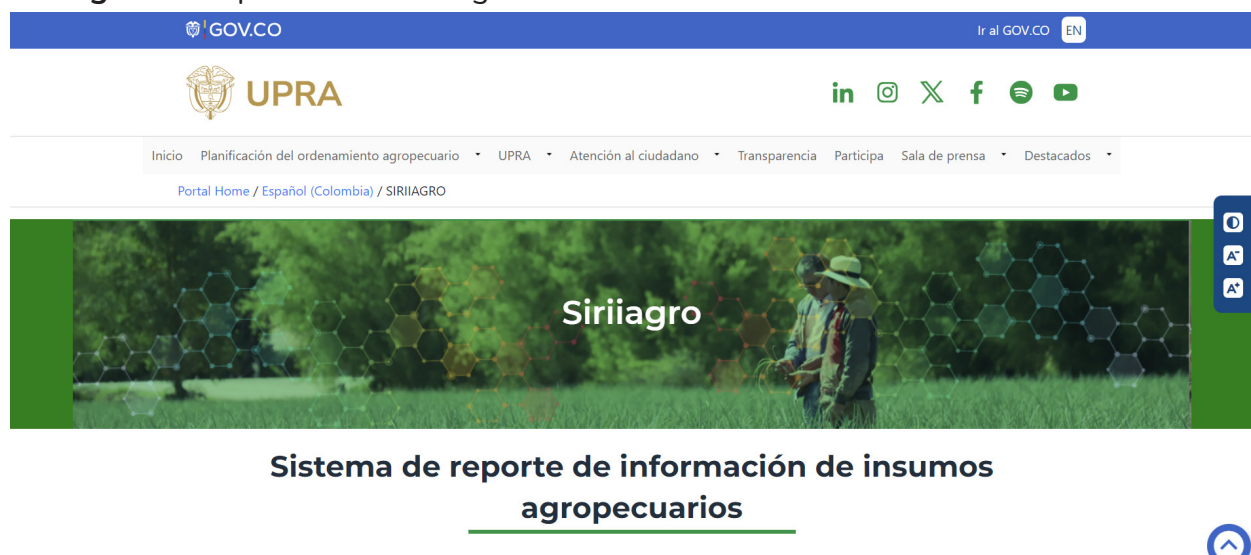 GOV.CO
Ir al GOV.CO EN
UPRA
Inicio Planificación del ordenamiento agropecuario UPRA Atención al ciudadano Transparencia Participa Sala de prensa Destacados
Portal Home / Español (Colombia) / SIRIIAGRO
A-
A+
Siriiagro
Sistema de reporte de información de insumos
agropecuarios